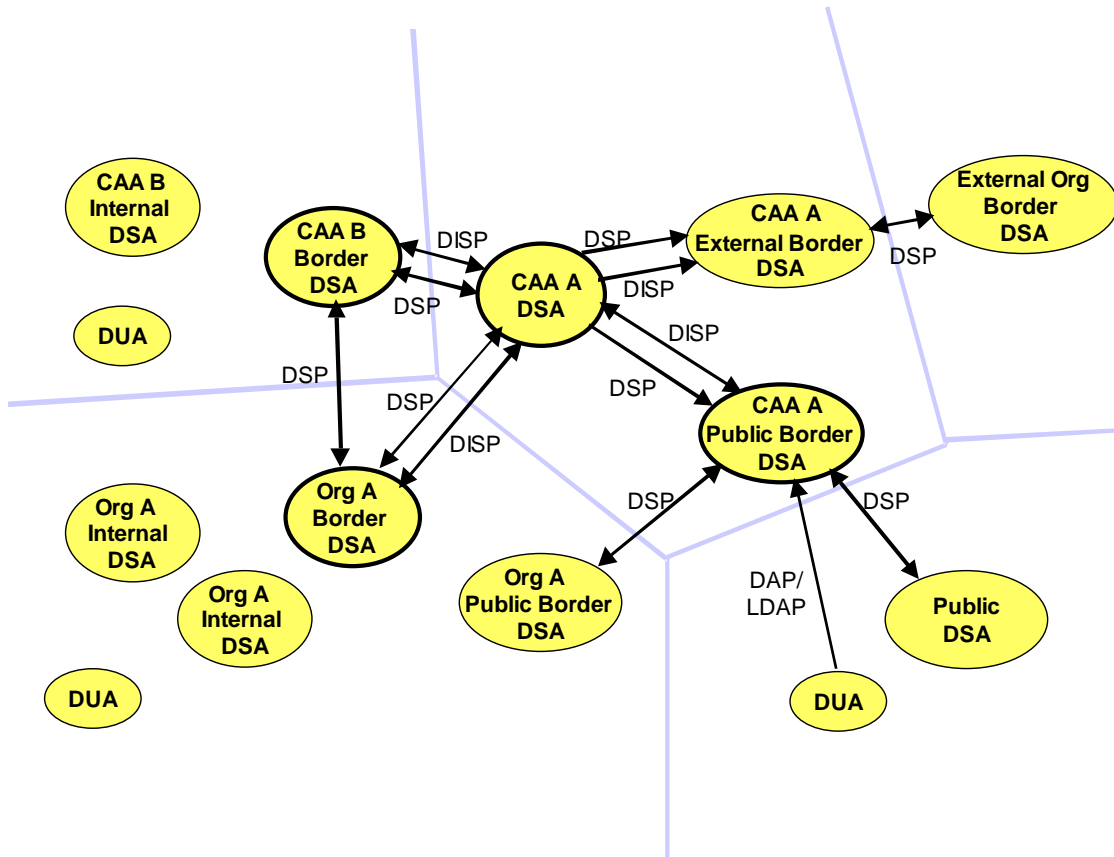 CAA B
Internal
DSA
External Org
Border
DSA
CAA A
External Border
DSA
CAA B
Border
DSA
DISP
DSP
DSP
CAA A
DSA
DISP
DSP
DSP
DUA
DISP
DSP
DSP
DSP
DISP
CAA A
Public Border
DSA
Org A
Internal
DSA
Org A
Border
DSA
DSP
DSP
Org A
Public Border
DSA
Org A
Internal
DSA
DAP/
LDAP
Public
DSA
DUA
DUA